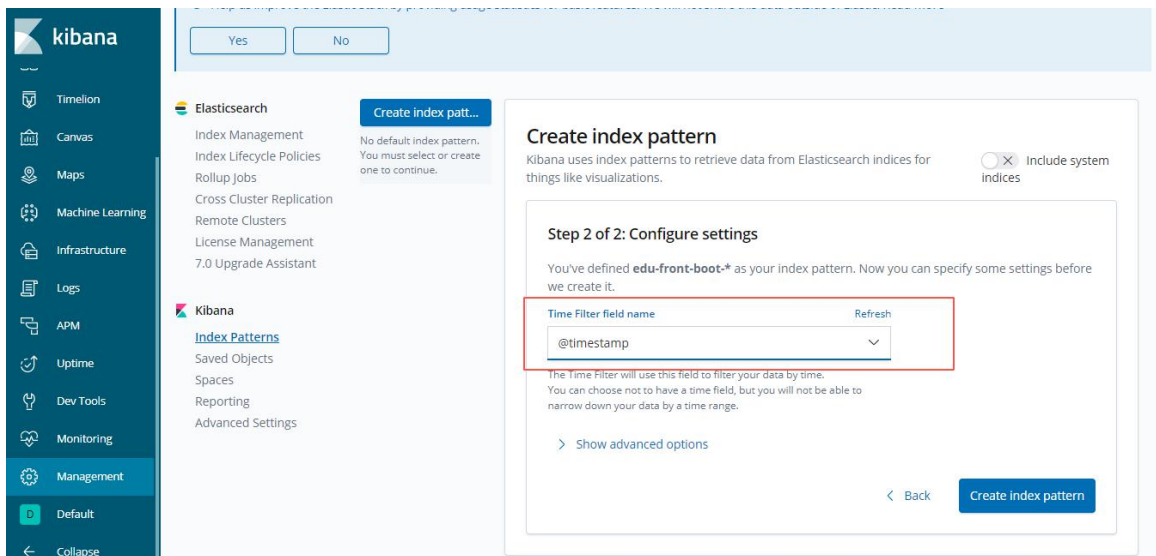 kibana
Yes
No
Timelion
Canvas
Maps
Machine Learning
Infrastructure
Logs
APM
Uptime
Dev Tools
Monitoring
Management
D
Default
Collapse
Elasticsearch
Index Management
Index Lifecycle Policies
Rollup Jobs
Cross Cluster Replication
Remote Clusters
License Management
7.0 Upgrade Assistant
Kibana
Index Patterns
Saved Objects
Spaces
Reporting
Advanced Settings
Create index patt...
No default index pattern.
You must select or create
one to continue.
Create index pattern
Kibana uses index patterns to retrieve data from Elasticsearch indices for
things like visualizations.
Include system
indices
Step 2 of 2: Configure settings
You've defined edu-front-boot-* as your index pattern. Now you can specify some settings before
we create it.
Time Filter field name
Refresh
@timestamp
The Time Filter will use this field to filter your data by time.
You can choose not to have a time field, but you will not be able to
narrow down your data by a time range.
Show advanced options
Back
Create index pattern